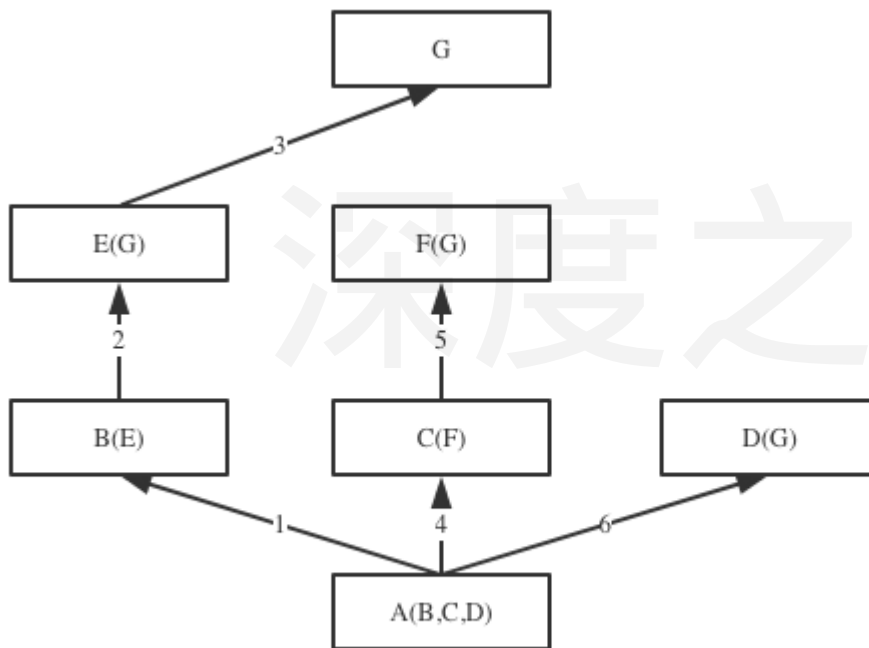 G
3
E(G)
F(G)
深度之
2
5
B(E)
C(F)
D(G)
1
4
6
A(B,C,D)